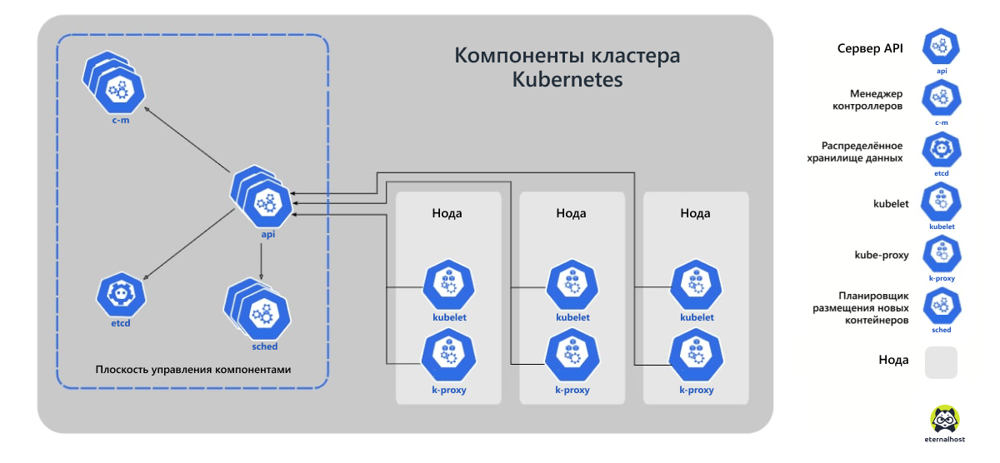 Компоненты кластера
Kubernetes
c-m
api
etcd
sched
Плоскость управления компонентами
Нода
kubelet
k-proxy
Нода
kubelet
k-proxy
Нода
kubelet
k-proxy
Сервер API
api
Менеджер
контроллеров
c-m
Распределённое
хранилище данных
etcd
kubelet
kubelet
kube-proxy
k-proxy
Планировщик
размещения новых
контейнеров
sched
Нода
eternalhost